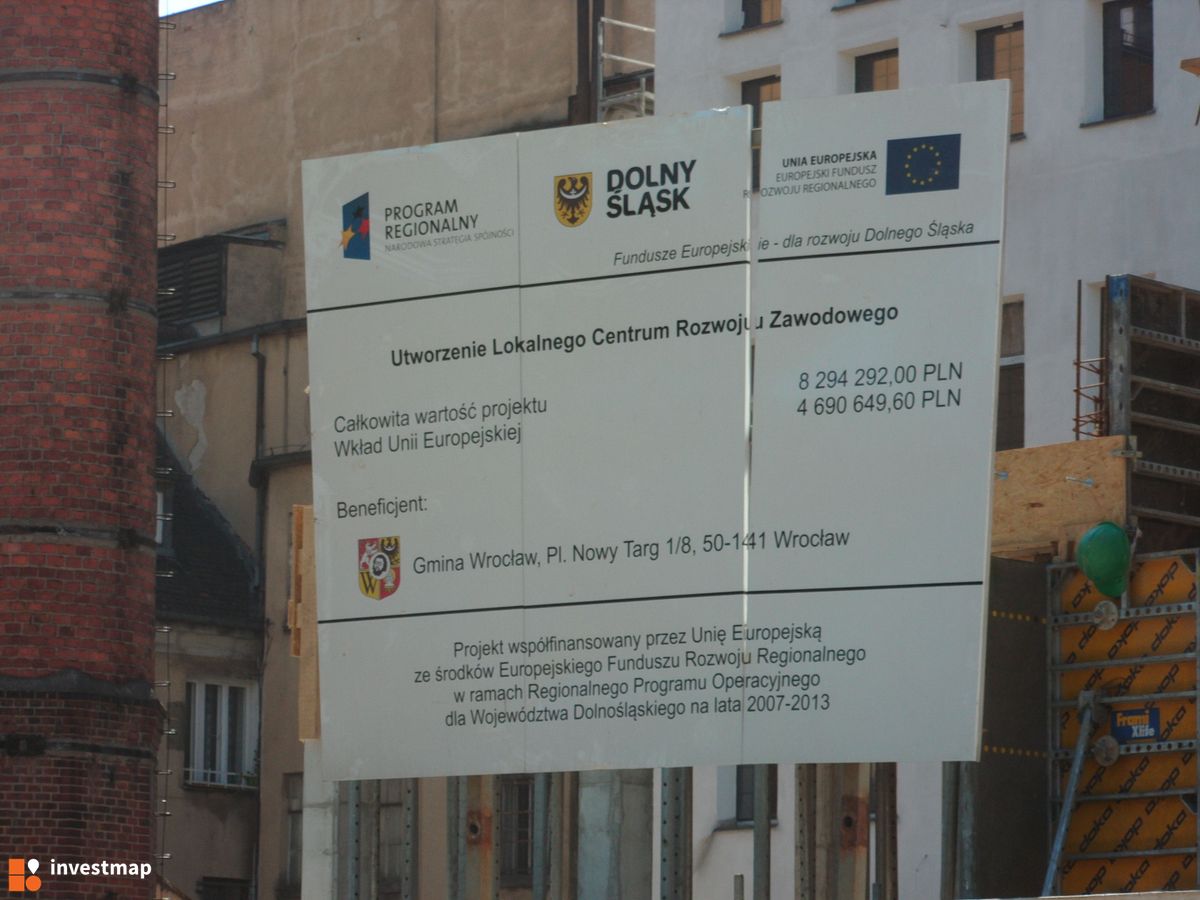 PROGRAM
REGIONALNY
NARODOWA STRATEGIA SPÓJNOŚCI
DOLNY
ŚLĄSK
UNIA EUROPEJSKA
EUROPEJSKI FUNDUSZ
ROZWOJU REGIONALNEGO
Fundusze Europejskie - dla rozwoju Dolnego Śląska
Utworzenie Lokalnego Centrum Rozwoju Zawodowego
Całkowita wartość projektu 8 294 292,00 PLN
Wkład Unii Europejskiej 4 690 649,60 PLN
Beneficjent:
W
Gmina Wrocław, Pl. Nowy Targ 1/8, 50-141 Wrocław
Projekt współfinansowany przez Unię Europejską
ze środków Europejskiego Funduszu Rozwoju Regionalnego
w ramach Regionalnego Programu Operacyjnego
dla Województwa Dolnośląskiego na lata 2007-2013
doka
Frami
Xlife
investmap